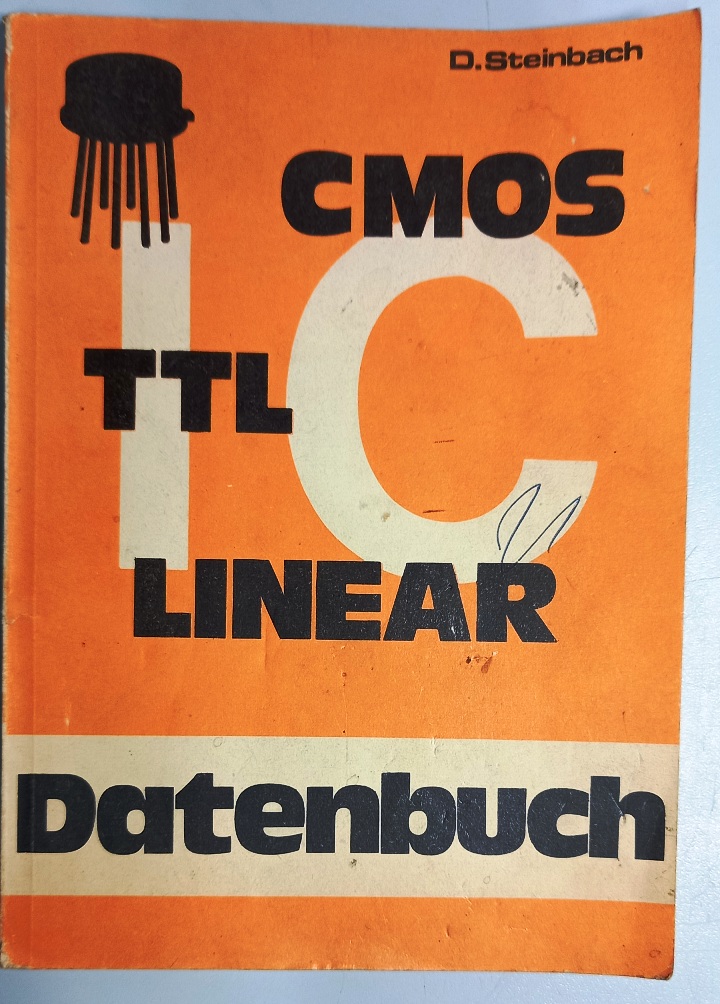 D.Steinbach
CMOS
IC
TTL
LINEAR
Datenbuch